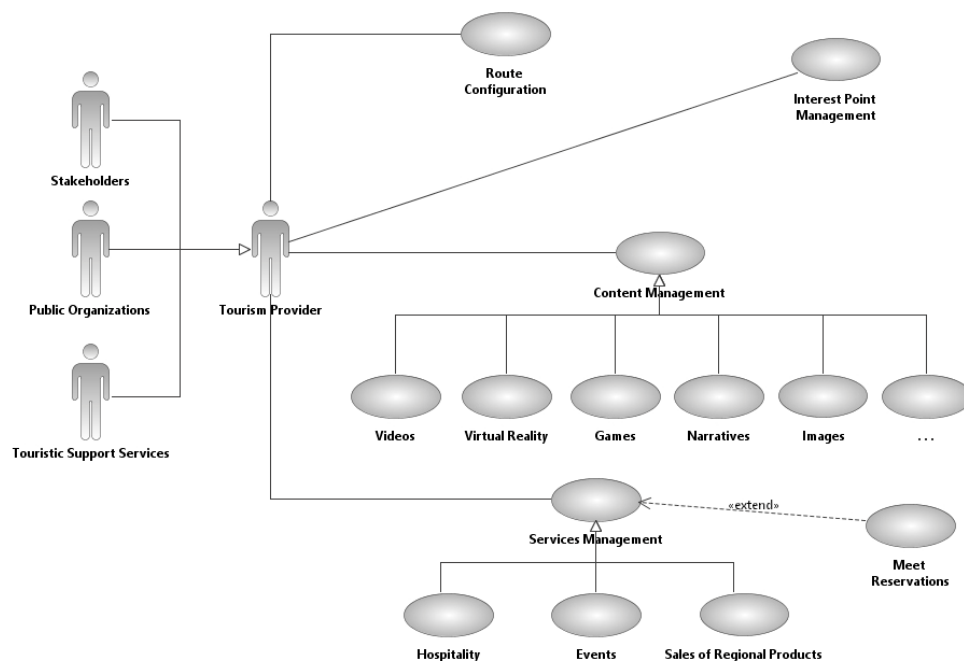 Route
Configuration
Interest Point
Management
Stakeholders
Public Organizations
Tourism Provider
Content Management
Touristic Support Services
Videos
Virtual Reality
Games
Narratives
Images
...
«extend»
Services Management
Meet
Reservations
Hospitality
Events
Sales of Regional Products